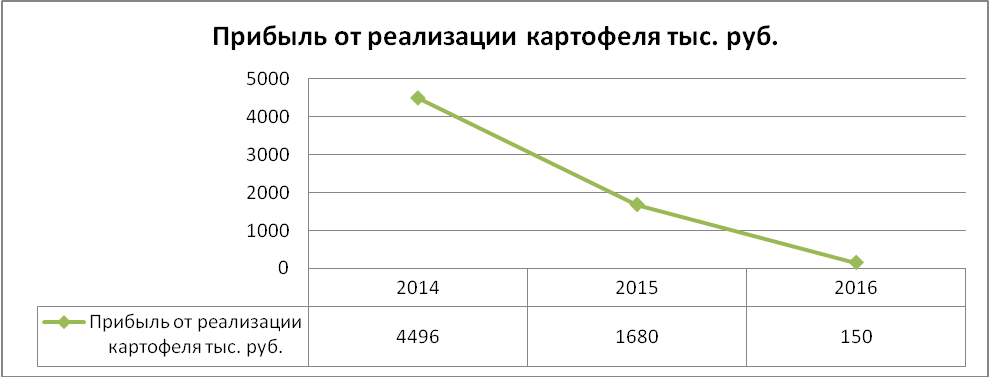 Прибыль от реализации картофеля тыс. руб.
5000
4000
3000
2000
1000
0
2014 2015 2016
Прибыль от реализации
картофеля тыс. руб.
4496 1680 150